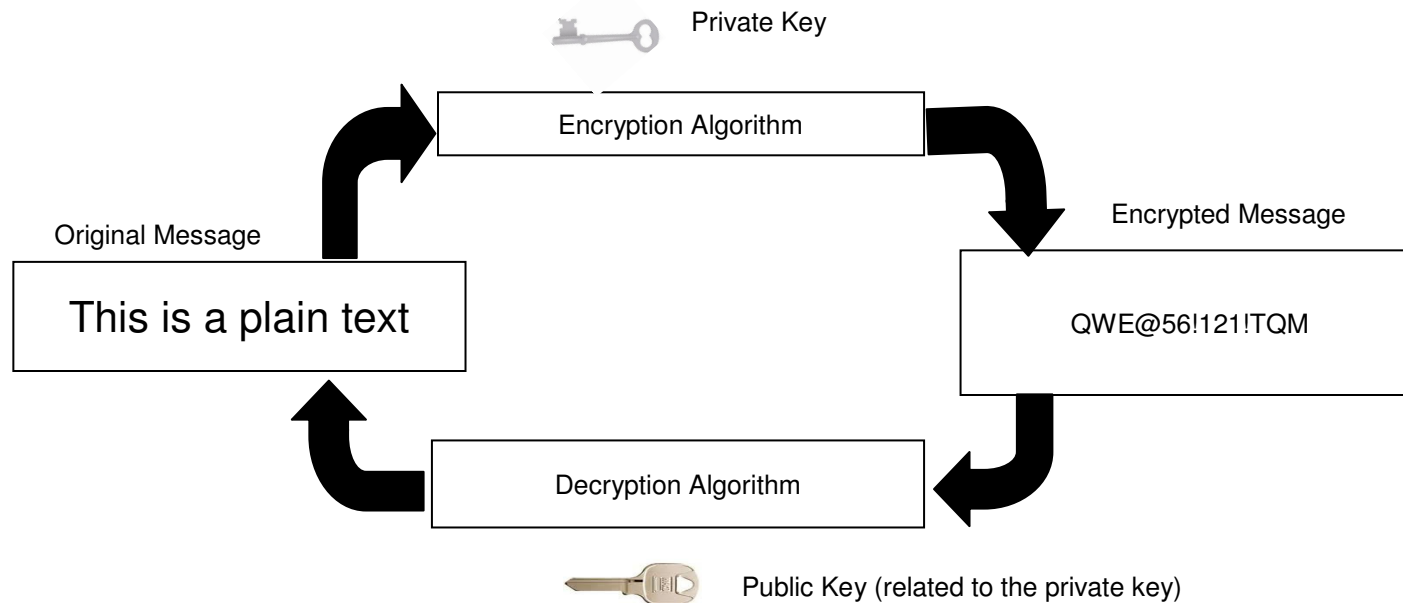 Private Key
Encryption Algorithm
Original Message
Encrypted Message
This is a plain text
QWE@56!121!TQM
Decryption Algorithm
Public Key (related to the private key)